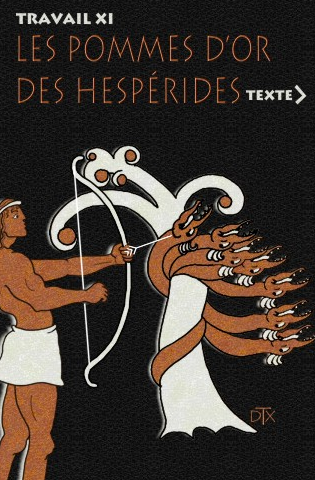 TRAVAIL XI
LES POMMES D'OR
DES HESPÉRIDES TEXTE>
DTX